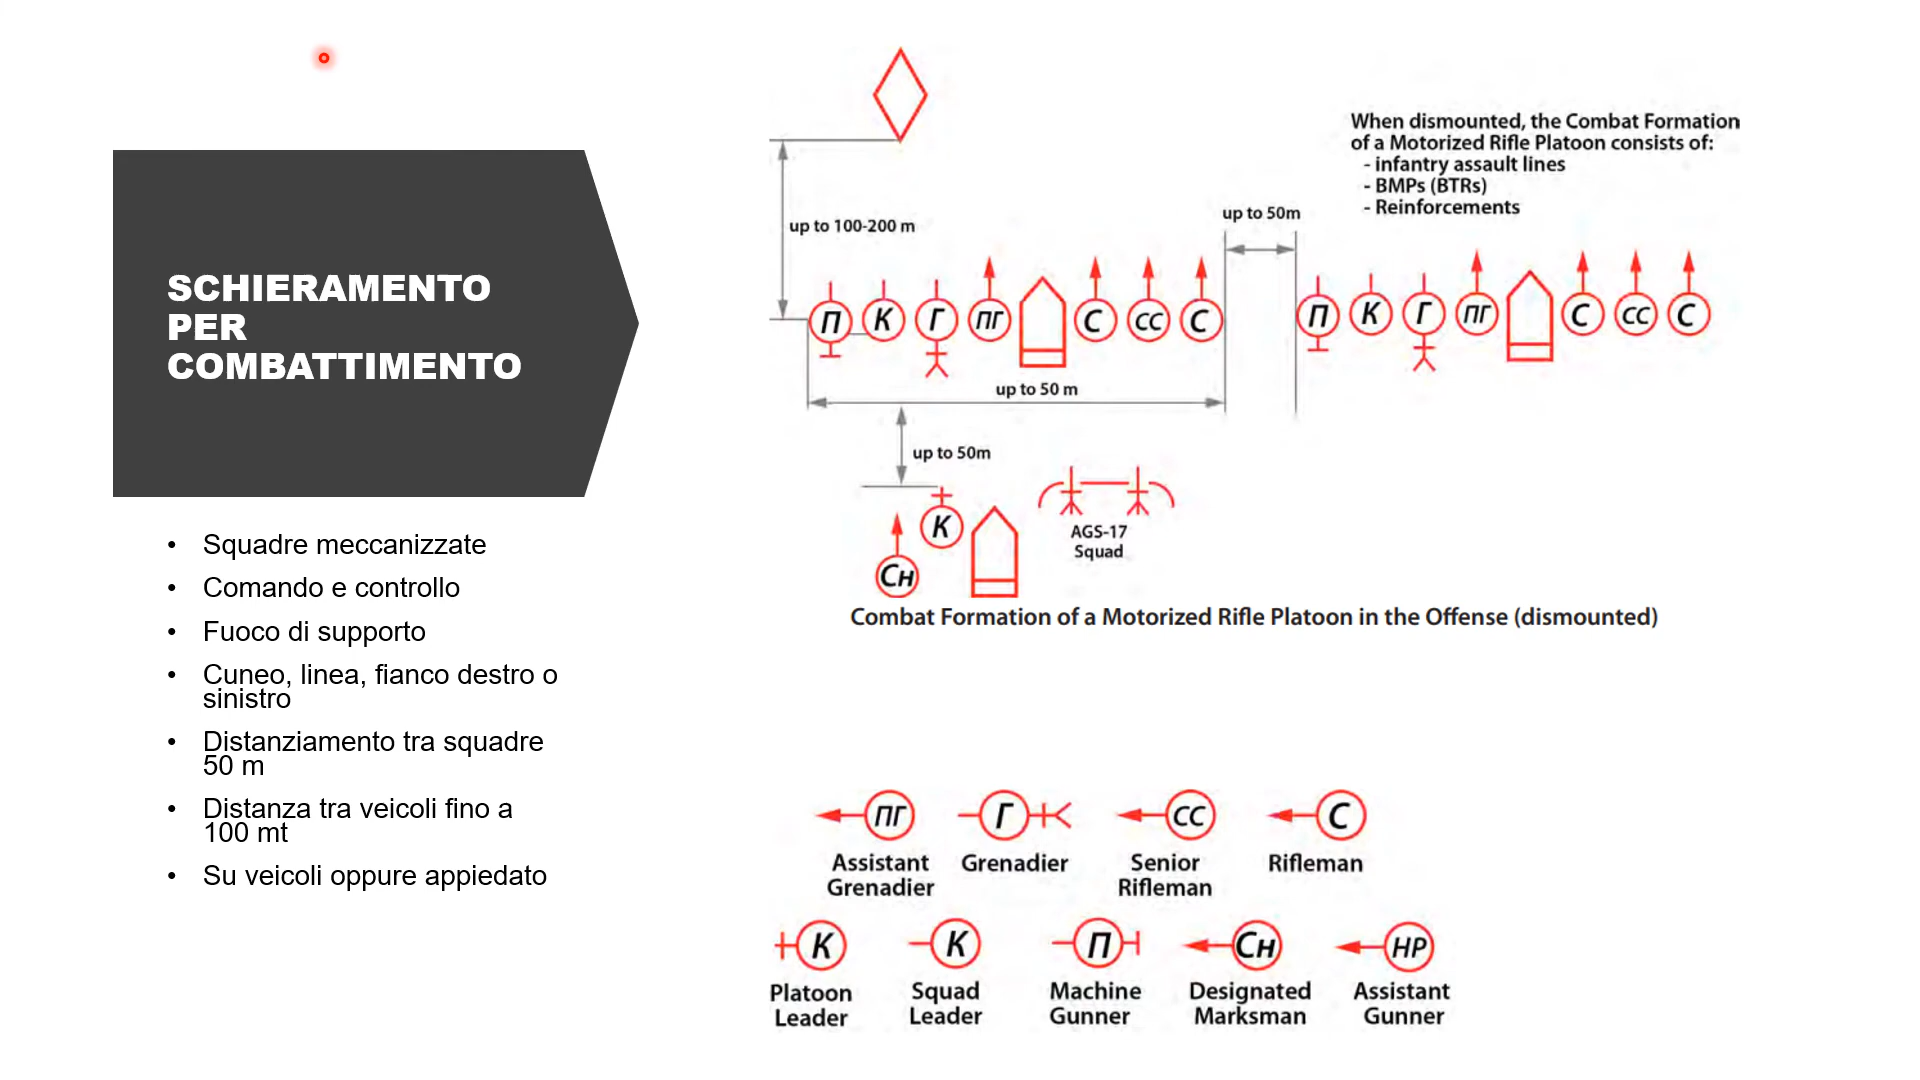 SCHIERAMENTO
PER
COMBATTIMENTO
• Squadre meccanizzate
• Comando e controllo
• Fuoco di supporto
• Cuneo, linea, fianco destro o
sinistro
• Distanziamento tra squadre
50 m
• Distanza tra veicoli fino a
100 mt
• Su veicoli oppure appiedato
When dismounted, the Combat Formation
of a Motorized Rifle Platoon consists of:
- infantry assault lines
- BMPs (BTRs)
- Reinforcements
up to 100-200 m
up to 50m
П К Г ПГ С СС С
П К Г ПГ С СС С
up to 50 m
up to 50m
К
Сн
AGS-17
Squad
Combat Formation of a Motorized Rifle Platoon in the Offense (dismounted)
ПГ Г СС С
Assistant
Grenadier
Grenadier
Senior
Rifleman
Rifleman
К К П Сн НР
Platoon
Leader
Squad
Leader
Machine
Gunner
Designated
Marksman
Assistant
Gunner